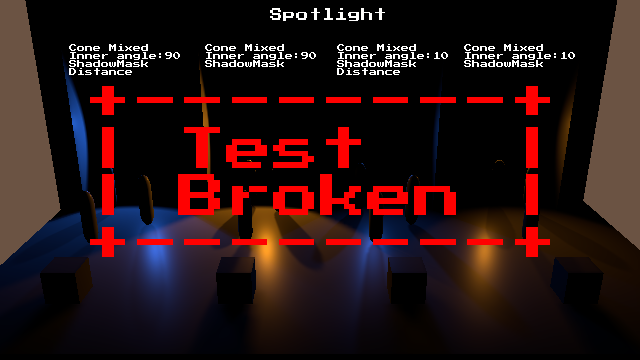 Spotlight
Cone Mixed
Inner angle:90
ShadowMask
Distance
Cone Mixed
Inner angle:90
ShadowMask
Cone Mixed
Inner angle:10
ShadowMask
Distance
Cone Mixed
Inner angle:10
ShadowMask
Test
Broken